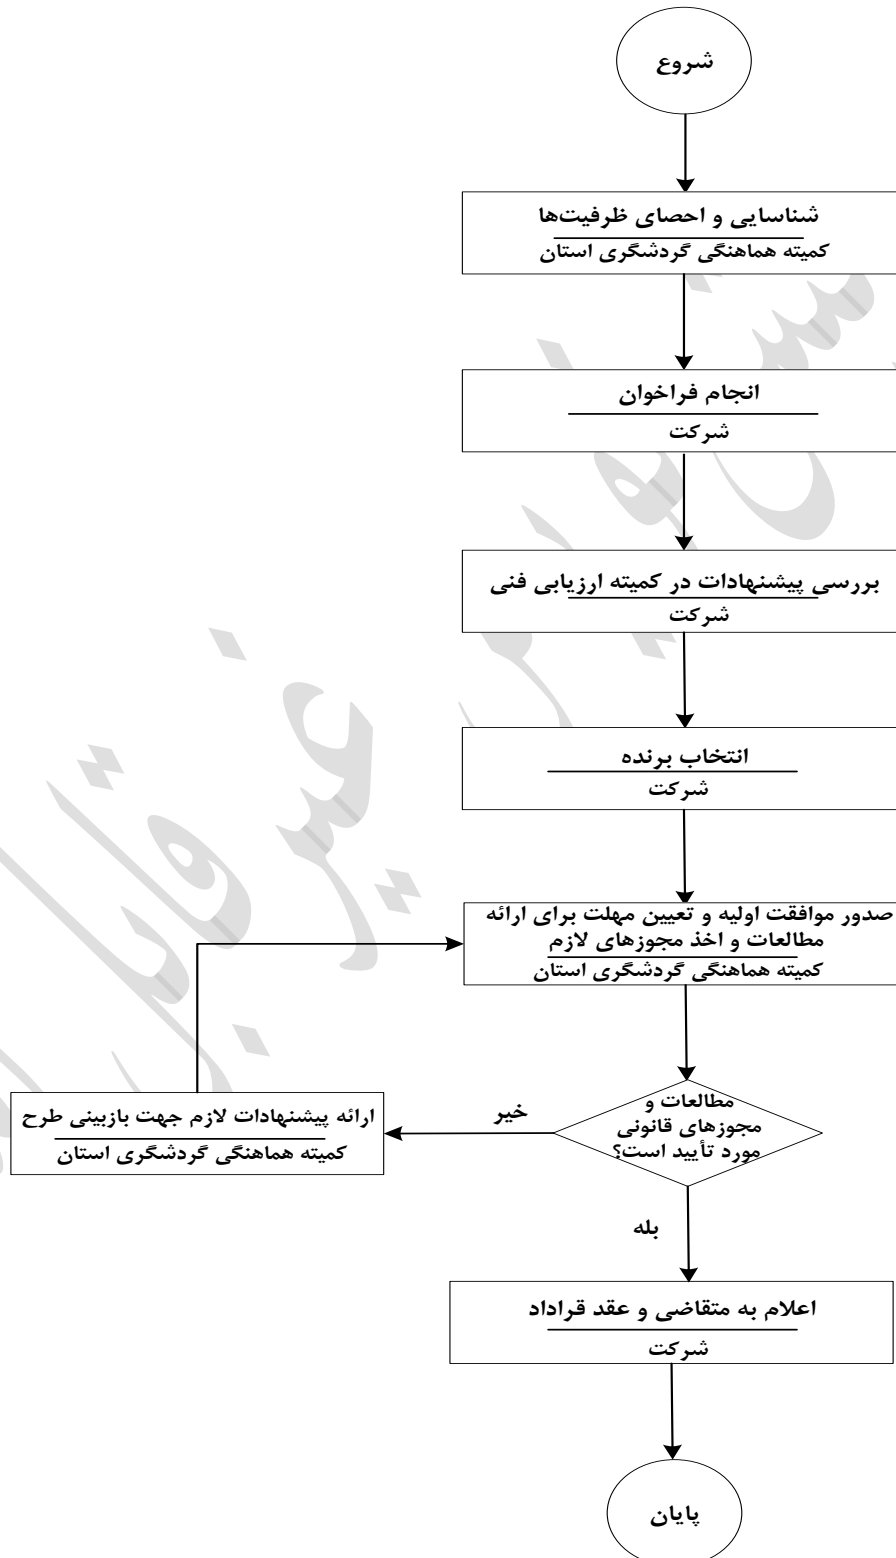 شروع
شناسایی و احصای ظرفیت‌ها
کمیته هماهنگی گردشگری استان
انجام فراخوان
شرکت
بررسی پیشنهادات در کمیته ارزیابی فنی
شرکت
انتخاب برنده
شرکت
صدور موافقت اولیه و تعیین مهلت برای ارائه
مطالعات و اخذ مجوزهای لازم
کمیته هماهنگی گردشگری استان
مطالعات و
مجوزهای قانونی
مورد تأیید است؟
خیر
ارائه پیشنهادات لازم جهت بازبینی طرح
کمیته هماهنگی گردشگری استان
بله
اعلام به متقاضی و عقد قراداد
شرکت
پایان